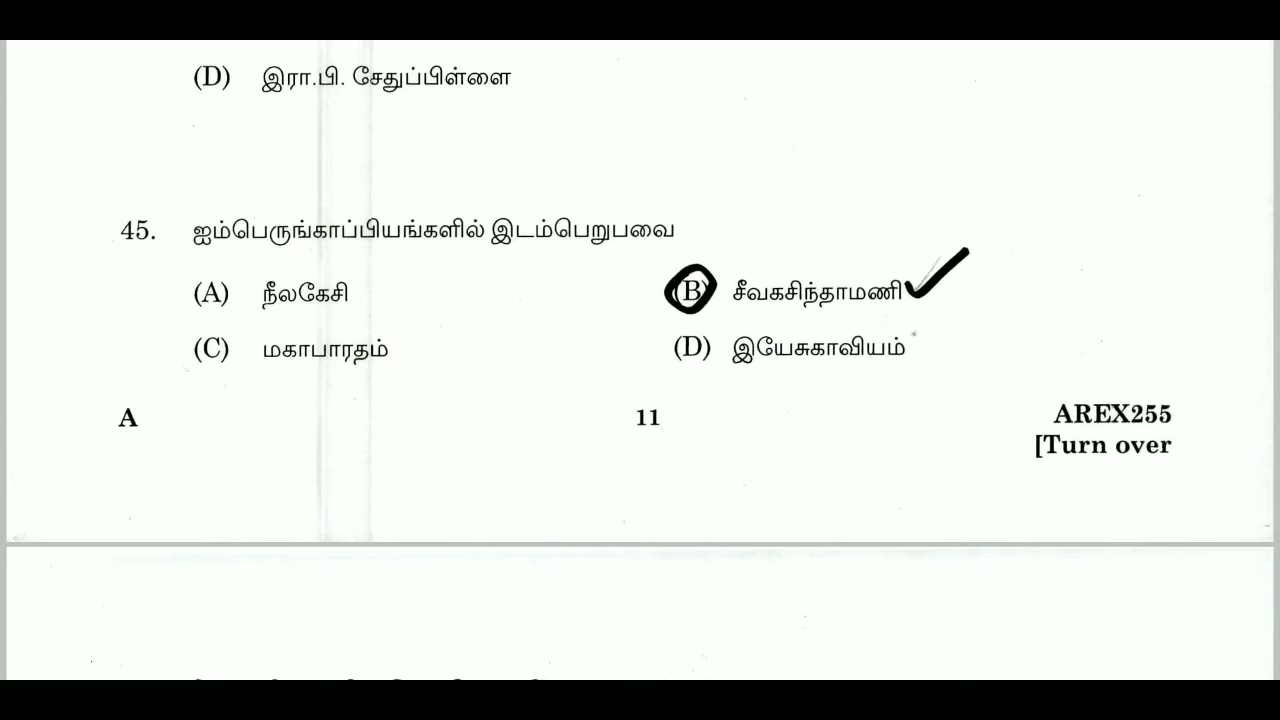 (D) இரா.பி. சேதுப்பிள்ளை
45. ஐம்பெருங்காப்பியங்களில் இடம்பெறுபவை
(A) நீலகேசி (B) சீவகசிந்தாமணி
(C) மகாபாரதம் (D) இயேசுகாவியம்
A 11 AREX255
[Turn over